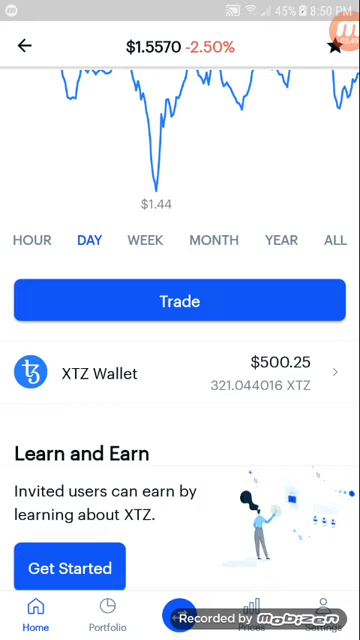 45% 8:50 PM
$1.5570 -2.50%
$1.44
HOUR DAY WEEK MONTH YEAR ALL
Trade
XTZ Wallet
$500.25
321.044016 XTZ
Learn and Earn
Invited users can earn by
learning about XTZ.
Get Started
Home Portfolio Prices Settings
Recorded by mobizen